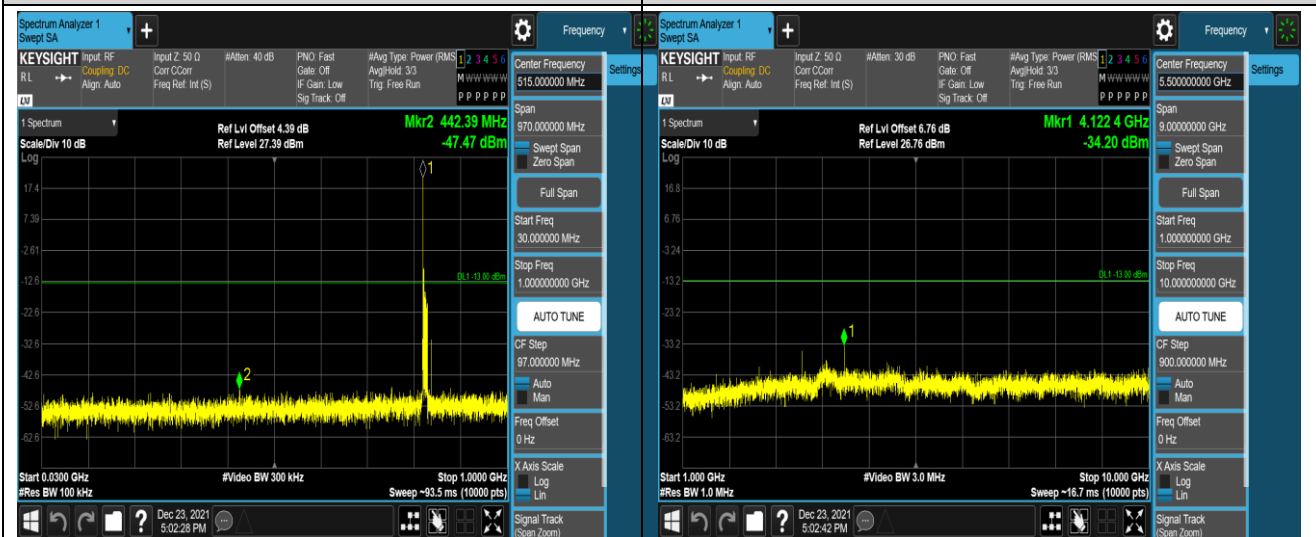 Spectrum Analyzer 1
Swept SA
Frequency
KEYSIGHT
RL
LXI
Input: RF
Coupling: DC
Align: Auto
Input Z: 50 Ω
Corr CCorr
Freq Ref: Int (S)
#Atten: 40 dB
PNO: Fast
Gate: Off
IF Gain: Low
Sig Track: Off
#Avg Type: Power (RMS
Avg|Hold: 3/3
Trig: Free Run
1 2 3 4 5 6
M W W W W W
P P P P P P
1 Spectrum
Scale/Div 10 dB
Log
Ref Lvl Offset 4.39 dB
Ref Level 27.39 dBm
Mkr2 442.39 MHz
-47.47 dBm
1
17.4
7.39
-2.61
DL1 -13.00 dBm
-12.6
-22.6
-32.6
-42.6
2
-52.6
-62.6
Start 0.0300 GHz
#Res BW 100 kHz
#Video BW 300 kHz
Stop 1.0000 GHz
Sweep ~93.5 ms (10000 pts)
Dec 23, 2021
5:02:28 PM
Center Frequency
515.000000 MHz
Span
970.000000 MHz
Swept Span
Zero Span
Full Span
Start Freq
30.000000 MHz
Stop Freq
1.000000000 GHz
AUTO TUNE
CF Step
97.000000 MHz
Auto
Man
Freq Offset
0 Hz
X Axis Scale
Log
Lin
Signal Track
(Span Zoom)
Settings
Spectrum Analyzer 1
Swept SA
Frequency
KEYSIGHT
RL
LXI
Input: RF
Coupling: DC
Align: Auto
Input Z: 50 Ω
Corr CCorr
Freq Ref: Int (S)
#Atten: 30 dB
PNO: Fast
Gate: Off
IF Gain: Low
Sig Track: Off
#Avg Type: Power (RMS
Avg|Hold: 3/3
Trig: Free Run
1 2 3 4 5 6
M W W W W W
P P P P P P
1 Spectrum
Scale/Div 10 dB
Log
Ref Lvl Offset 6.76 dB
Ref Level 26.76 dBm
Mkr1 4.122 4 GHz
-34.20 dBm
16.8
6.76
-3.24
DL1 -13.00 dBm
-13.2
-23.2
1
-33.2
-43.2
-53.2
-63.2
Start 1.000 GHz
#Res BW 1.0 MHz
#Video BW 3.0 MHz
Stop 10.000 GHz
Sweep ~16.7 ms (10000 pts)
Dec 23, 2021
5:02:42 PM
Center Frequency
5.500000000 GHz
Span
9.00000000 GHz
Swept Span
Zero Span
Full Span
Start Freq
1.000000000 GHz
Stop Freq
10.000000000 GHz
AUTO TUNE
CF Step
900.000000 MHz
Auto
Man
Freq Offset
0 Hz
X Axis Scale
Log
Lin
Signal Track
(Span Zoom)
Settings